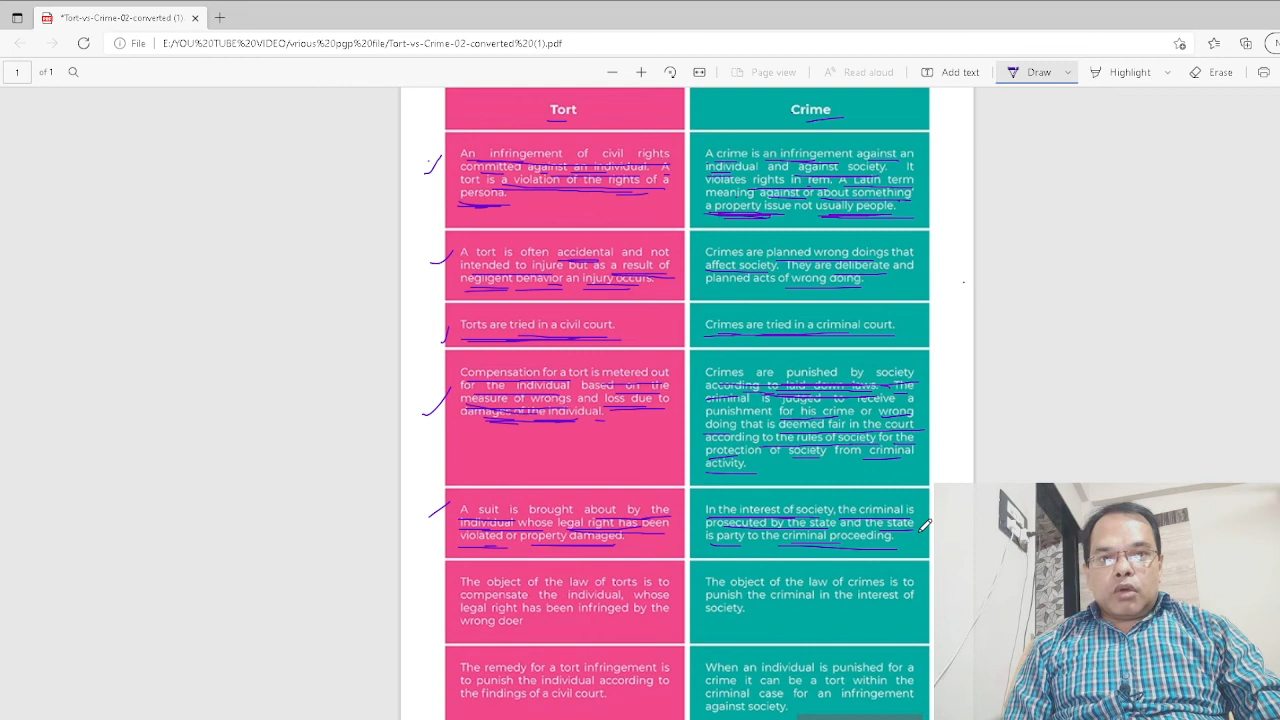 *Tort-vs-Crime-02-converted (1).
File
E:/YOU%20TUBE%20VIDEO/vrious%20pgp%20file/Tort-vs-Crime-02-converted%20(1).pdf
1 of 1
Page view
Read aloud
Add text
Draw
Highlight
Erase
Tort
An infringement of civil rights
committed against an individual. A
tort is a violation of the rights of a
persona.
Crime
A crime is an infringement against an
individual and against society. It
violates rights in rem. A Latin term
meaning against or about something'
a property issue not usually people.
A tort is often accidental and not
intended to injure but as a result of
negligent behavior an injury occurs.
Crimes are planned wrong doings that
affect society. They are deliberate and
planned acts of wrong doing.
Torts are tried in a civil court.
Crimes are tried in a criminal court.
Compensation for a tort is metered out
for the individual based on the
measure of wrongs and loss due to
damages of the individual.
Crimes are punished by society
according to laid down laws. The
criminal is judged to receive a
punishment for his crime or wrong
doing that is deemed fair in the court
according to the rules of society for the
protection of society from criminal
activity.
A suit is brought about by the
individual whose legal right has been
violated or property damaged.
In the interest of society, the criminal is
prosecuted by the state and the state
is party to the criminal proceeding.
The object of the law of torts is to
compensate the individual, whose
legal right has been infringed by the
wrong doer
The object of the law of crimes is to
punish the criminal in the interest of
society.
The remedy for a tort infringement is
to punish the individual according to
the findings of a civil court.
When an individual is punished for a
crime it can be a tort within the
criminal case for an infringement
against society.